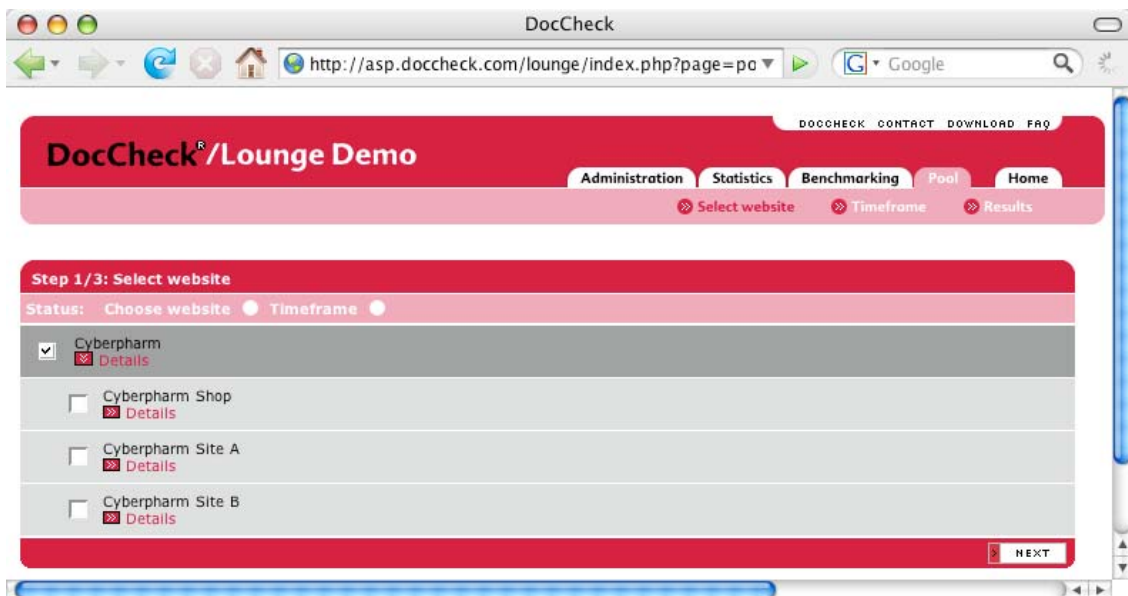 DocCheck
http://asp.doccheck.com/lounge/index.php?page=po
G Google
DOCCHECK CONTACT DOWNLOAD FAQ
DocCheck®/Lounge Demo
Administration Statistics Benchmarking Pool Home
Select website Timeframe Results
Step 1/3: Select website
Status: Choose website Timeframe
Cyberpharm
Details
Cyberpharm Shop
Details
Cyberpharm Site A
Details
Cyberpharm Site B
Details
NEXT